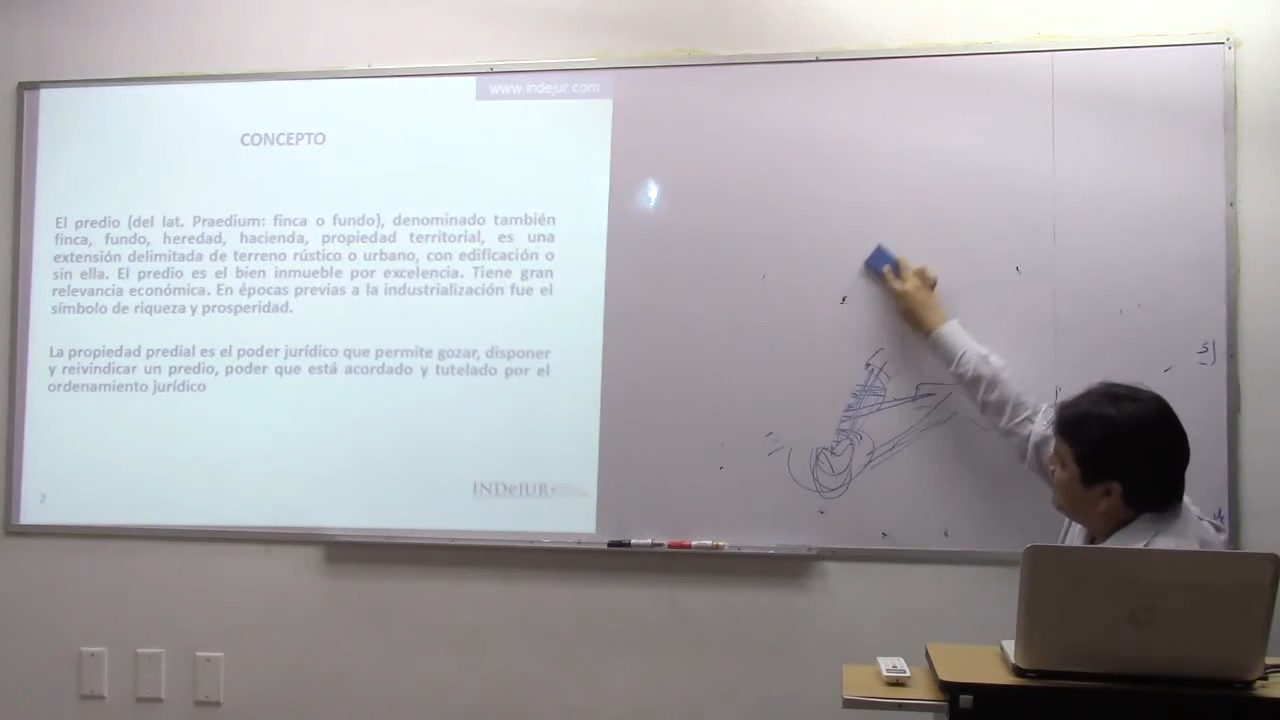 www.indejur.com
CONCEPTO
El predio (del lat. Praedium: finca o fundo), denominado también
finca, fundo, heredad, hacienda, propiedad territorial, es una
extensión delimitada de terreno rústico o urbano, con edificación o
sin ella. El predio es el bien inmueble por excelencia. Tiene gran
relevancia económica. En épocas previas a la industrialización fue el
símbolo de riqueza y prosperidad.
La propiedad predial es el poder jurídico que permite gozar, disponer
y reivindicar un predio, poder que está acordado y tutelado por el
ordenamiento jurídico
INDeJUR
2